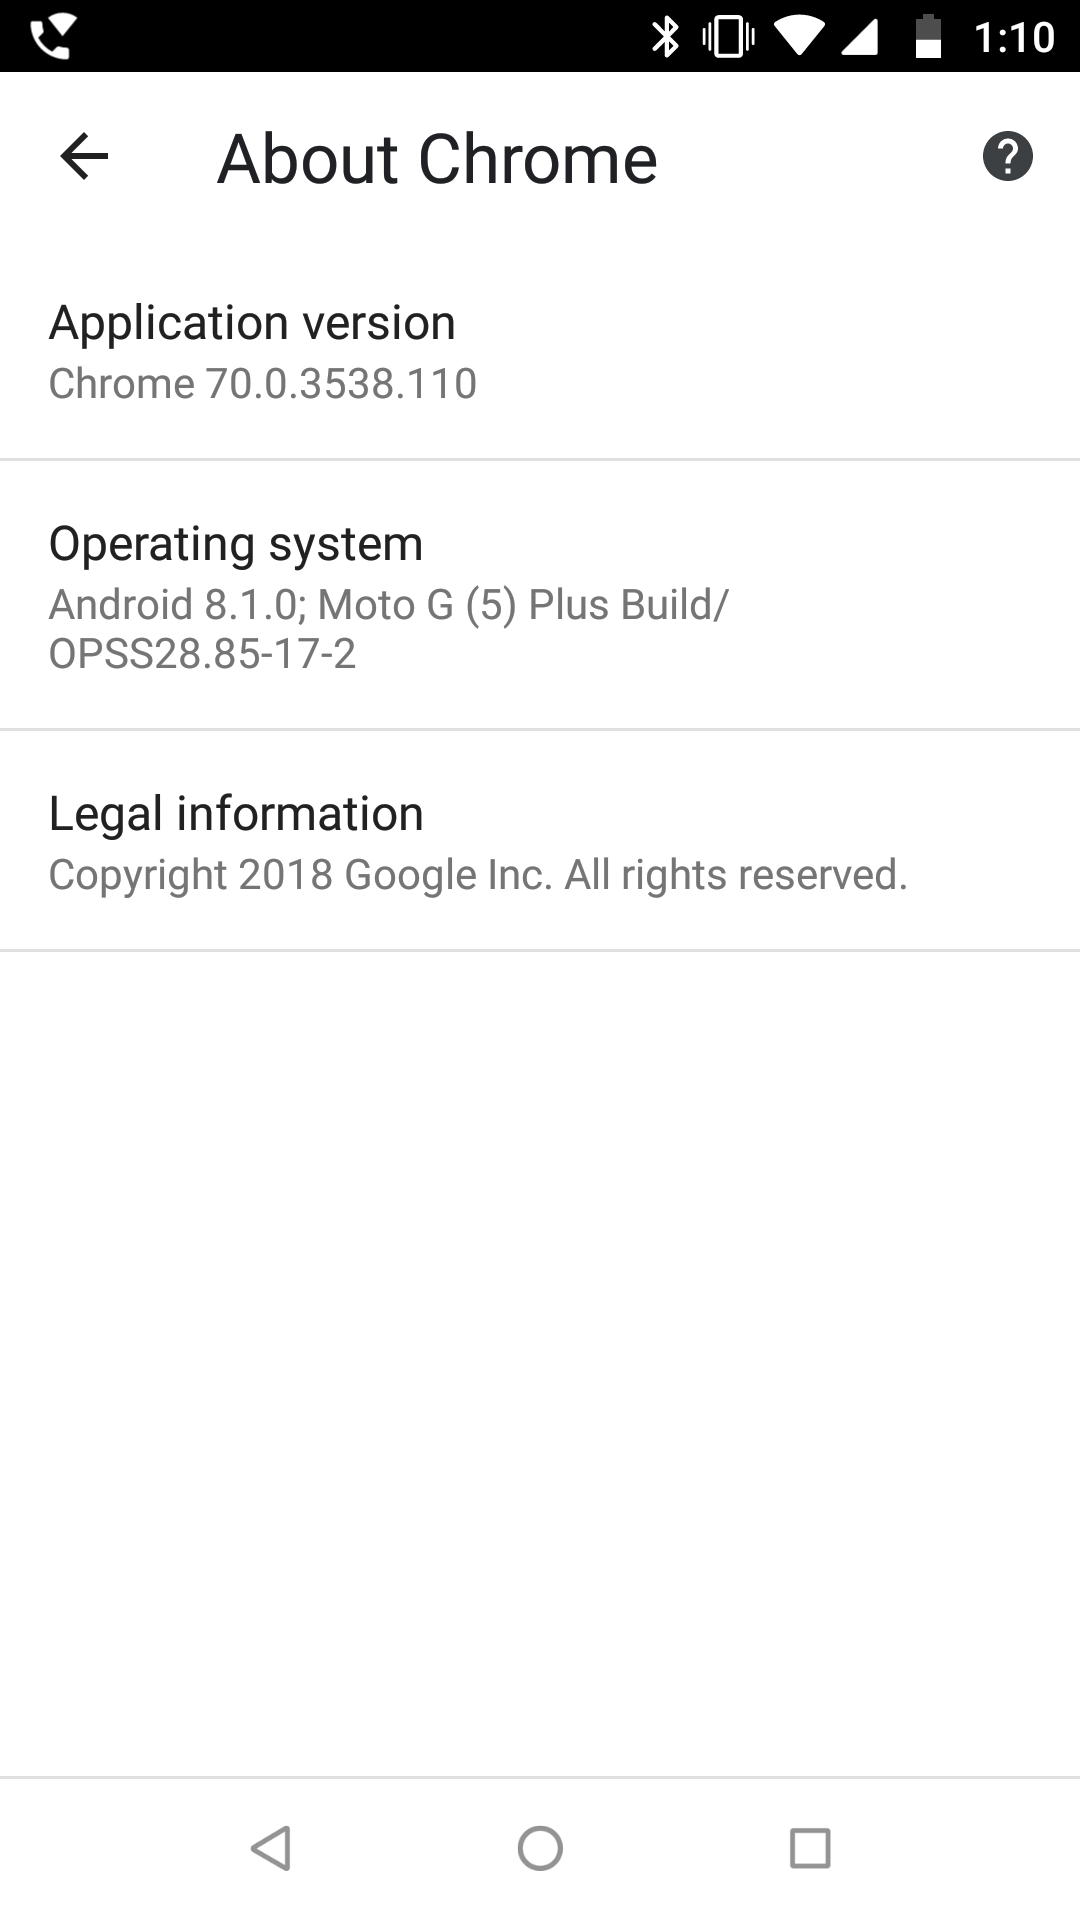 1:10
About Chrome
Application version
Chrome 70.0.3538.110
Operating system
Android 8.1.0; Moto G (5) Plus Build/
OPSS28.85-17-2
Legal information
Copyright 2018 Google Inc. All rights reserved.